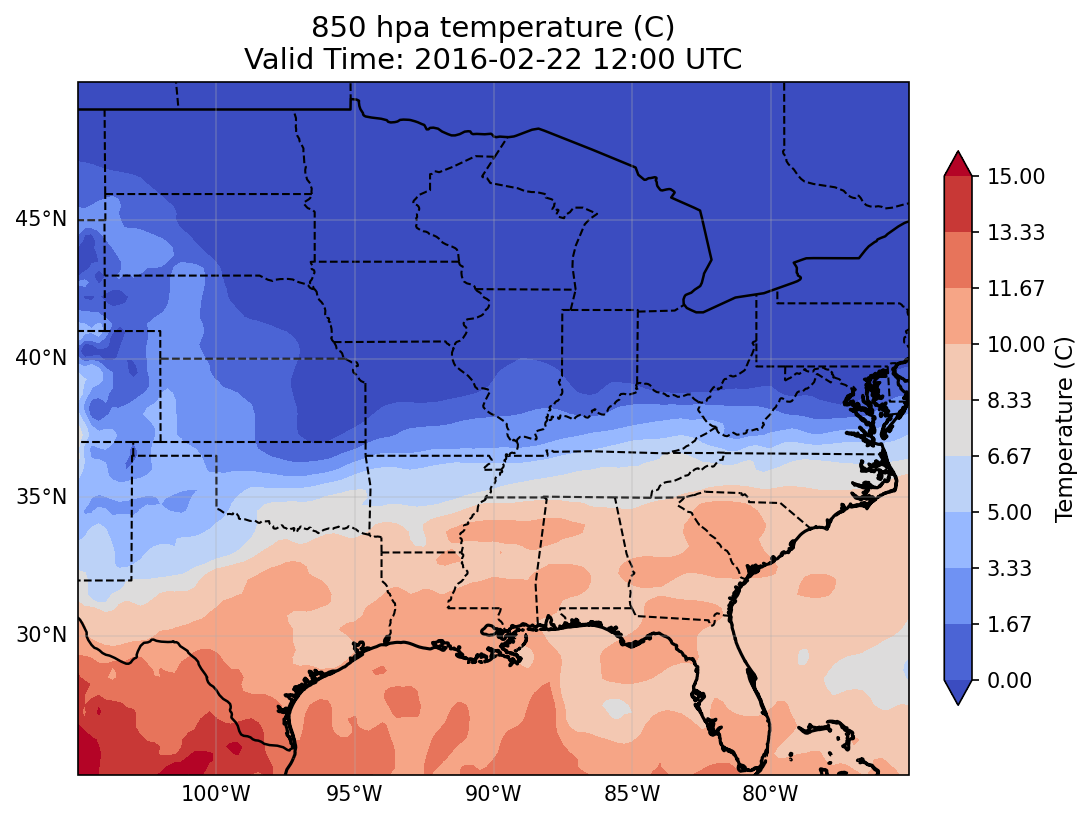 850 hpa temperature (C)
Valid Time: 2016-02-22 12:00 UTC
45°N
40°N
35°N
30°N
100°W
95°W
90°W
85°W
80°W
15.00
13.33
11.67
10.00
8.33
6.67
5.00
3.33
1.67
0.00
Temperature (C)